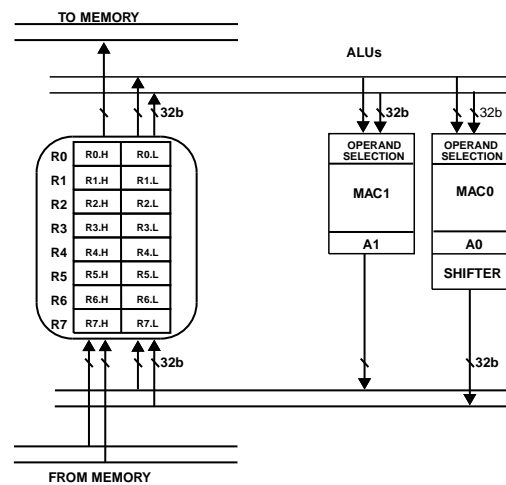 TO MEMORY
ALUs
32b
32b
32b
R0 R0.H R0.L
R1 R1.H R1.L
R2 R2.H R2.L
R3 R3.H R3.L
R4 R4.H R4.L
R5 R5.H R5.L
R6 R6.H R6.L
R7 R7.H R7.L
OPERAND
SELECTION
MAC1
A1
OPERAND
SELECTION
MAC0
A0
SHIFTER
32b
32b
FROM MEMORY